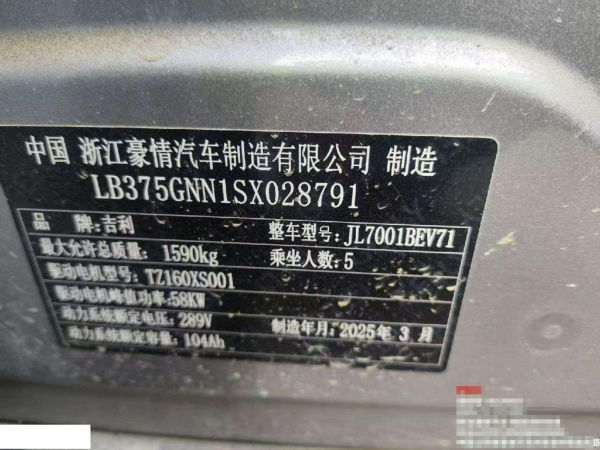 中国 浙江豪情汽车制造有限公司 制造
LB375GNN1SX028791
品 牌：吉利 整车型号：JL7001BEV71
最大允许总质量：1590kg 乘坐人数：5
驱动电机型号：TZ160XS001
驱动电机峰值功率：58KW
动力系统额定电压：289V 制造年月：2025年 3 月
动力系统额定容量：104Ah
路